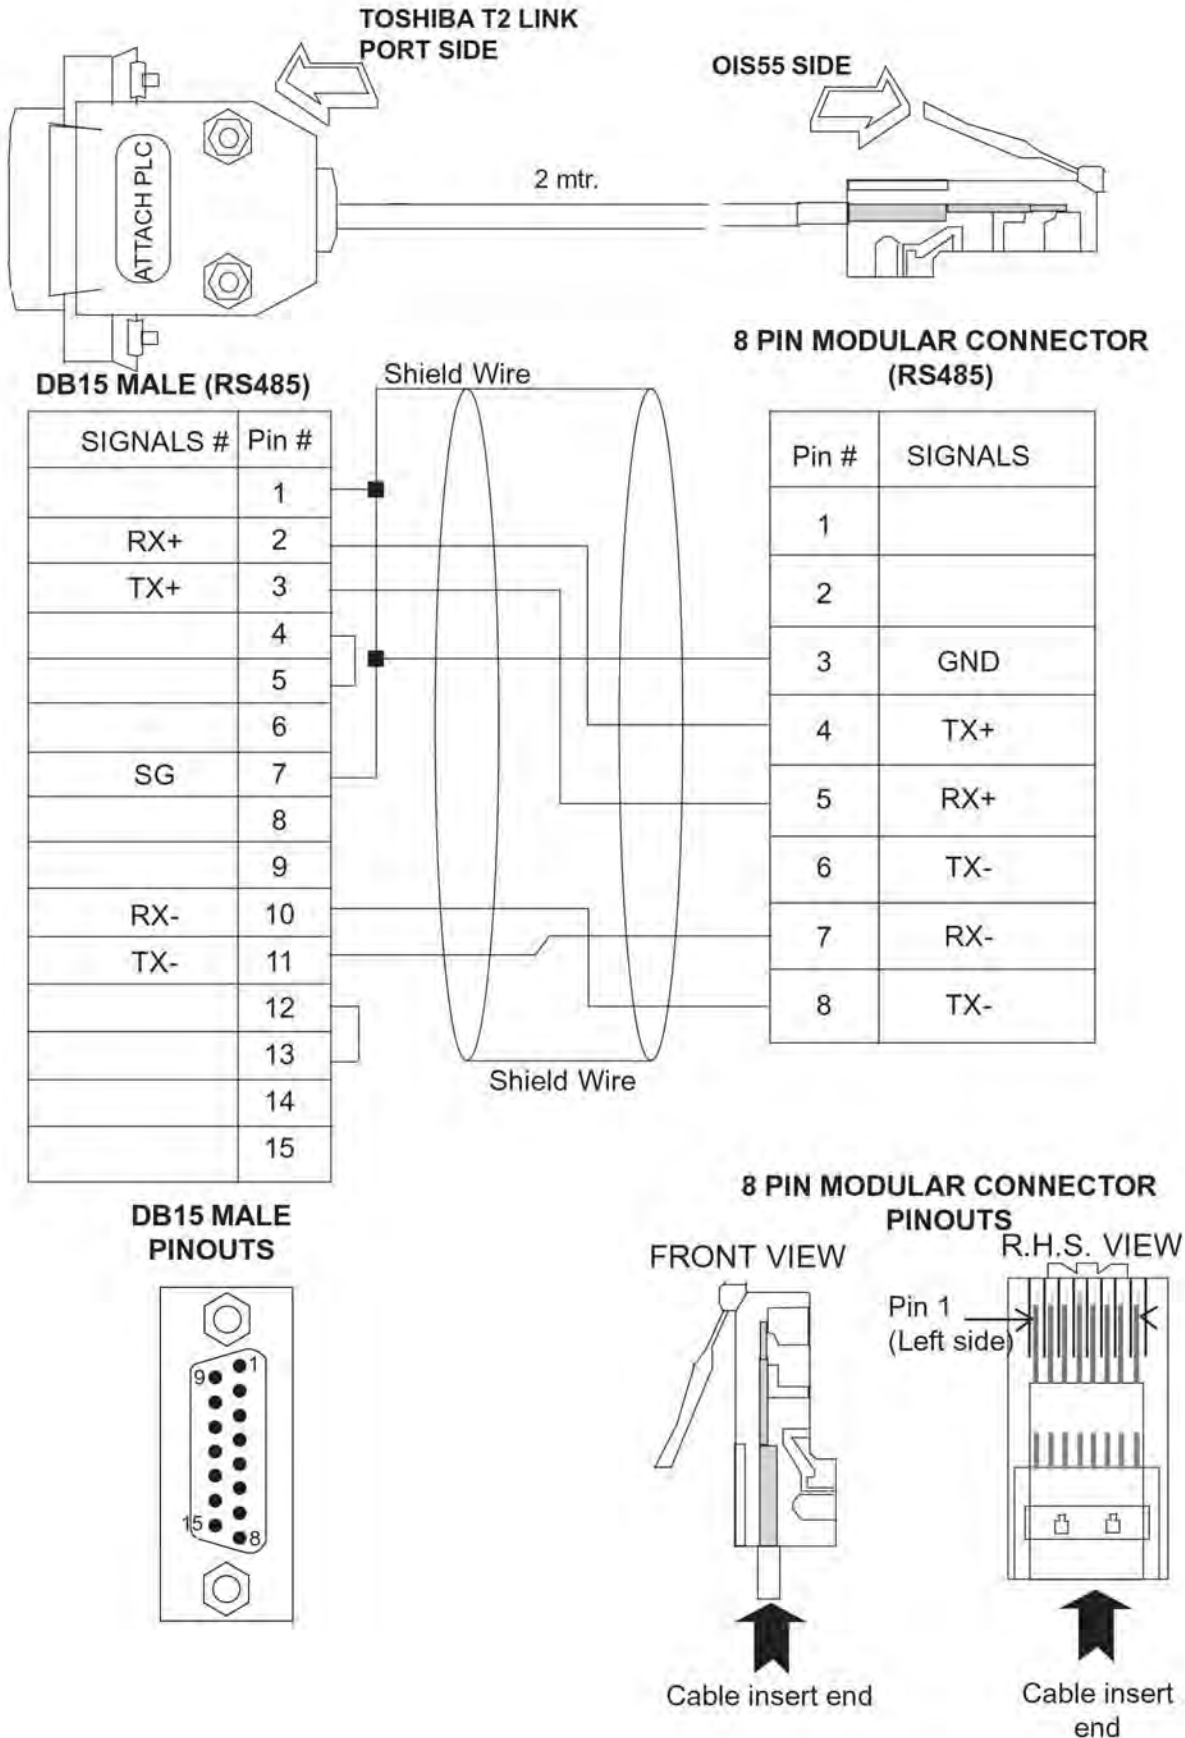 TOSHIBA T2 LINK
PORT SIDE
OIS55 SIDE
ATTACH PLC
2 mtr.
8 PIN MODULAR CONNECTOR
(RS485)
DB15 MALE (RS485)
Shield Wire
SIGNALS # Pin #
1
RX+ 2
TX+ 3
4
5
6
SG 7
8
9
RX- 10
TX- 11
12
13
14
15
Pin # SIGNALS
1
2
3 GND
4 TX+
5 RX+
6 TX-
7 RX-
8 TX-
Shield Wire
DB15 MALE
PINOUTS
1
9
15
8
8 PIN MODULAR CONNECTOR
PINOUTS
FRONT VIEW
R.H.S. VIEW
Pin 1
(Left side)
Cable insert end
Cable insert
end